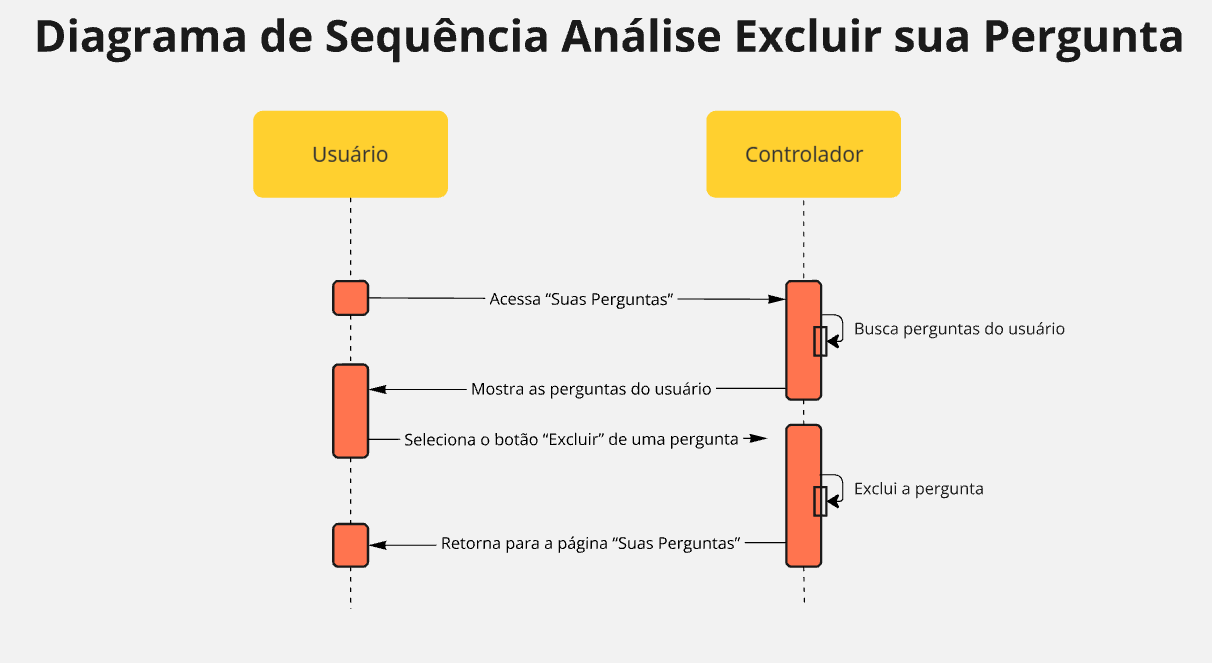 Diagrama de Sequência Análise Excluir sua Pergunta
Usuário
Controlador
Acessa “Suas Perguntas”
Busca perguntas do usuário
Mostra as perguntas do usuário
Seleciona o botão “Excluir” de uma pergunta
Exclui a pergunta
Retorna para a página “Suas Perguntas”